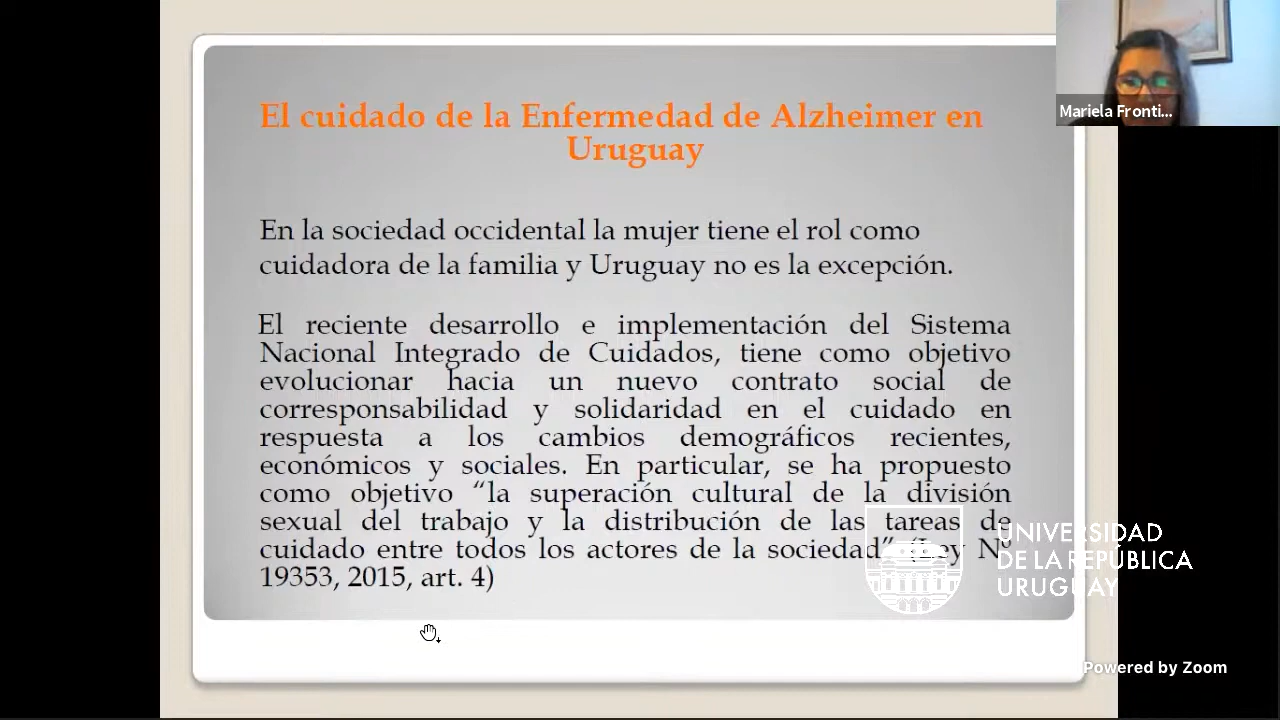 El cuidado de la Enfermedad de Alzheimer en
Uruguay
Mariela Fronti...
En la sociedad occidental la mujer tiene el rol como
cuidadora de la familia y Uruguay no es la excepción.
El reciente desarrollo e implementación del Sistema
Nacional Integrado de Cuidados, tiene como objetivo
evolucionar hacia un nuevo contrato social de
corresponsabilidad y solidaridad en el cuidado en
respuesta a los cambios demográficos recientes,
económicos y sociales. En particular, se ha propuesto
como objetivo “la superación cultural de la división
sexual del trabajo y la distribución de las tareas de
cuidado entre todos los actores de la sociedad” (Ley Nº
19353, 2015, art. 4)
UNIVERSIDAD
DE LA REPÚBLICA
URUGUAY
Powered by Zoom